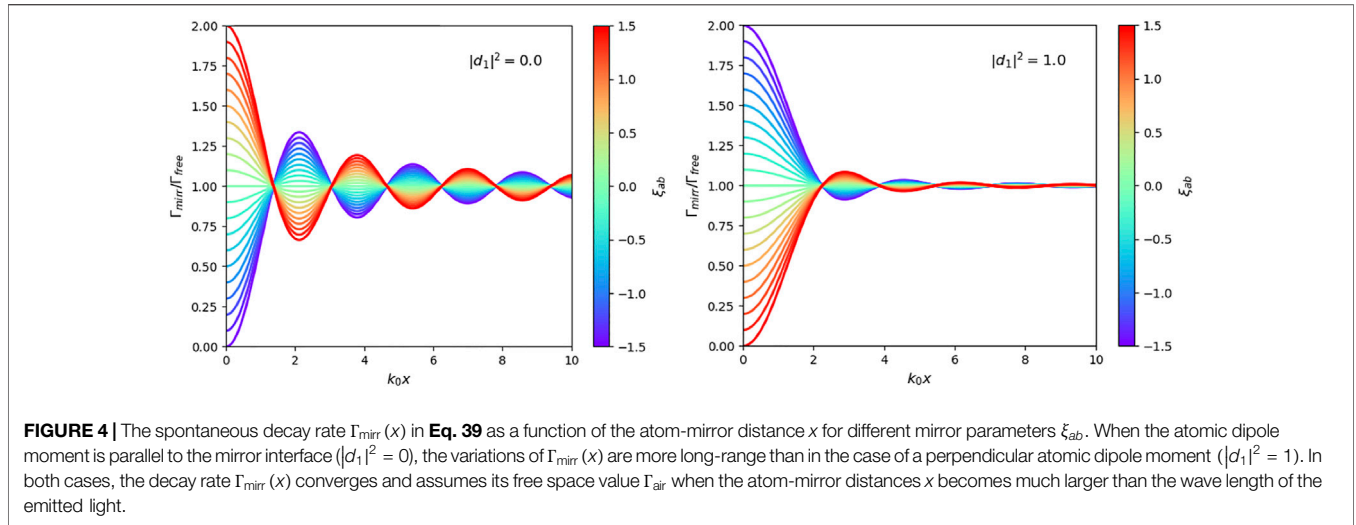 |d₁|² = 0.0
2.00
1.75
1.50
1.25
1.00
0.75
0.50
0.25
0.00
Γmirr/Γfree
0 2 4 6 8 10
k₀x
1.5
1.0
0.5
0.0
−0.5
−1.0
−1.5
ξab
|d₁|² = 1.0
2.00
1.75
1.50
1.25
1.00
0.75
0.50
0.25
0.00
Γmirr/Γfree
0 2 4 6 8 10
k₀x
1.5
1.0
0.5
0.0
−0.5
−1.0
−1.5
ξab
FIGURE 4 | The spontaneous decay rate Γmirr (x) in Eq. 39 as a function of the atom-mirror distance x for different mirror parameters ξab. When the atomic dipole
moment is parallel to the mirror interface (|d₁|² = 0), the variations of Γmirr (x) are more long-range than in the case of a perpendicular atomic dipole moment (|d₁|² = 1). In
both cases, the decay rate Γmirr (x) converges and assumes its free space value Γair when the atom-mirror distances x becomes much larger than the wave length of the
emitted light.